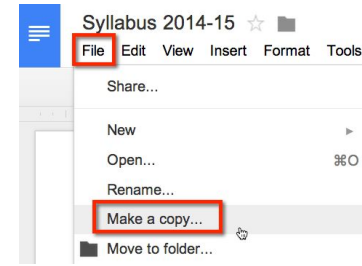 Syllabus 2014-15
File Edit View Insert Format Tools
Share...
New
Open... ⌘O
Rename...
Make a copy...
Move to folder...